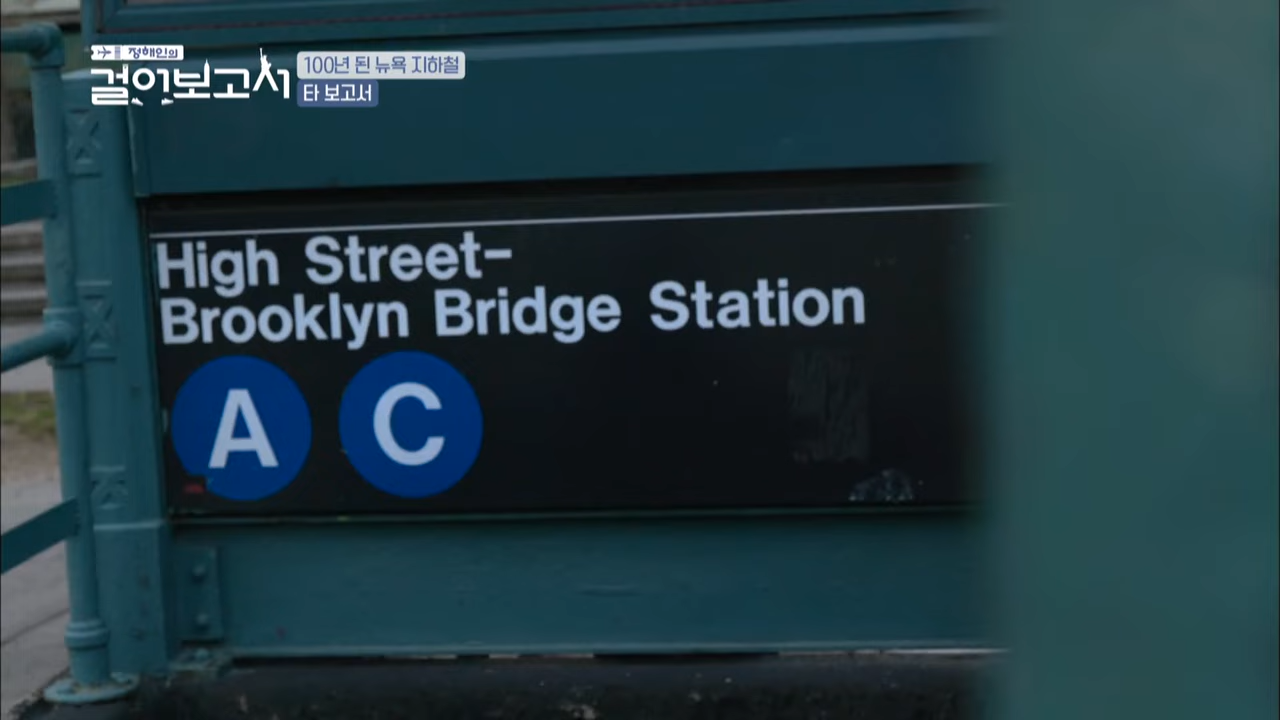 정해인의
걸어보고서
100년 된 뉴욕 지하철
타 보고서
High Street-
Brooklyn Bridge Station
A C